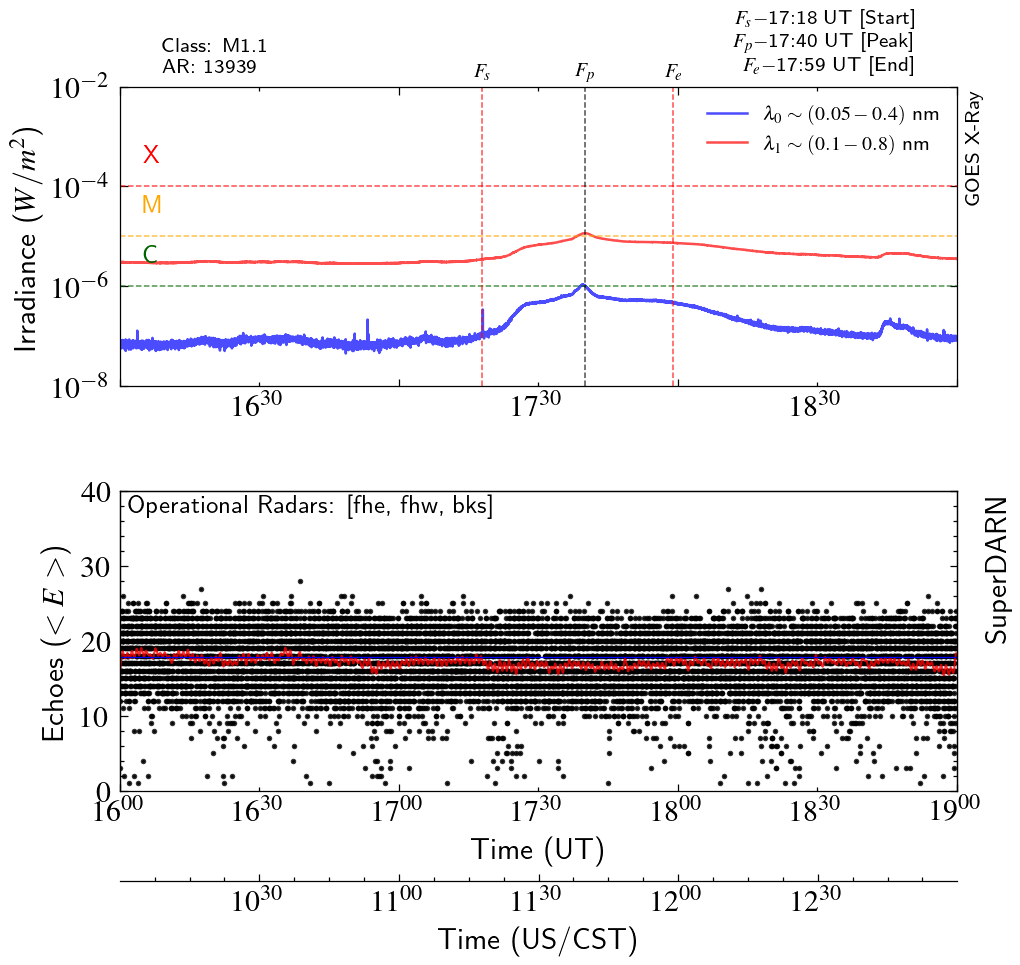 Class: M1.1
AR: 13939
F_s−17:18 UT [Start]
F_p−17:40 UT [Peak]
F_e−17:59 UT [End]
F_s
F_p
F_e
10^−2
10^−4
10^−6
10^−8
Irradiance (W/m^2)
X
M
C
λ_0 ∼ (0.05 − 0.4) nm
λ_1 ∼ (0.1 − 0.8) nm
GOES X-Ray
16^30
17^30
18^30
Operational Radars: [fhe, fhw, bks]
40
30
20
10
0
Echoes (< E >)
SuperDARN
16^00
16^30
17^00
17^30
18^00
18^30
19^00
Time (UT)
10^30
11^00
11^30
12^00
12^30
Time (US/CST)